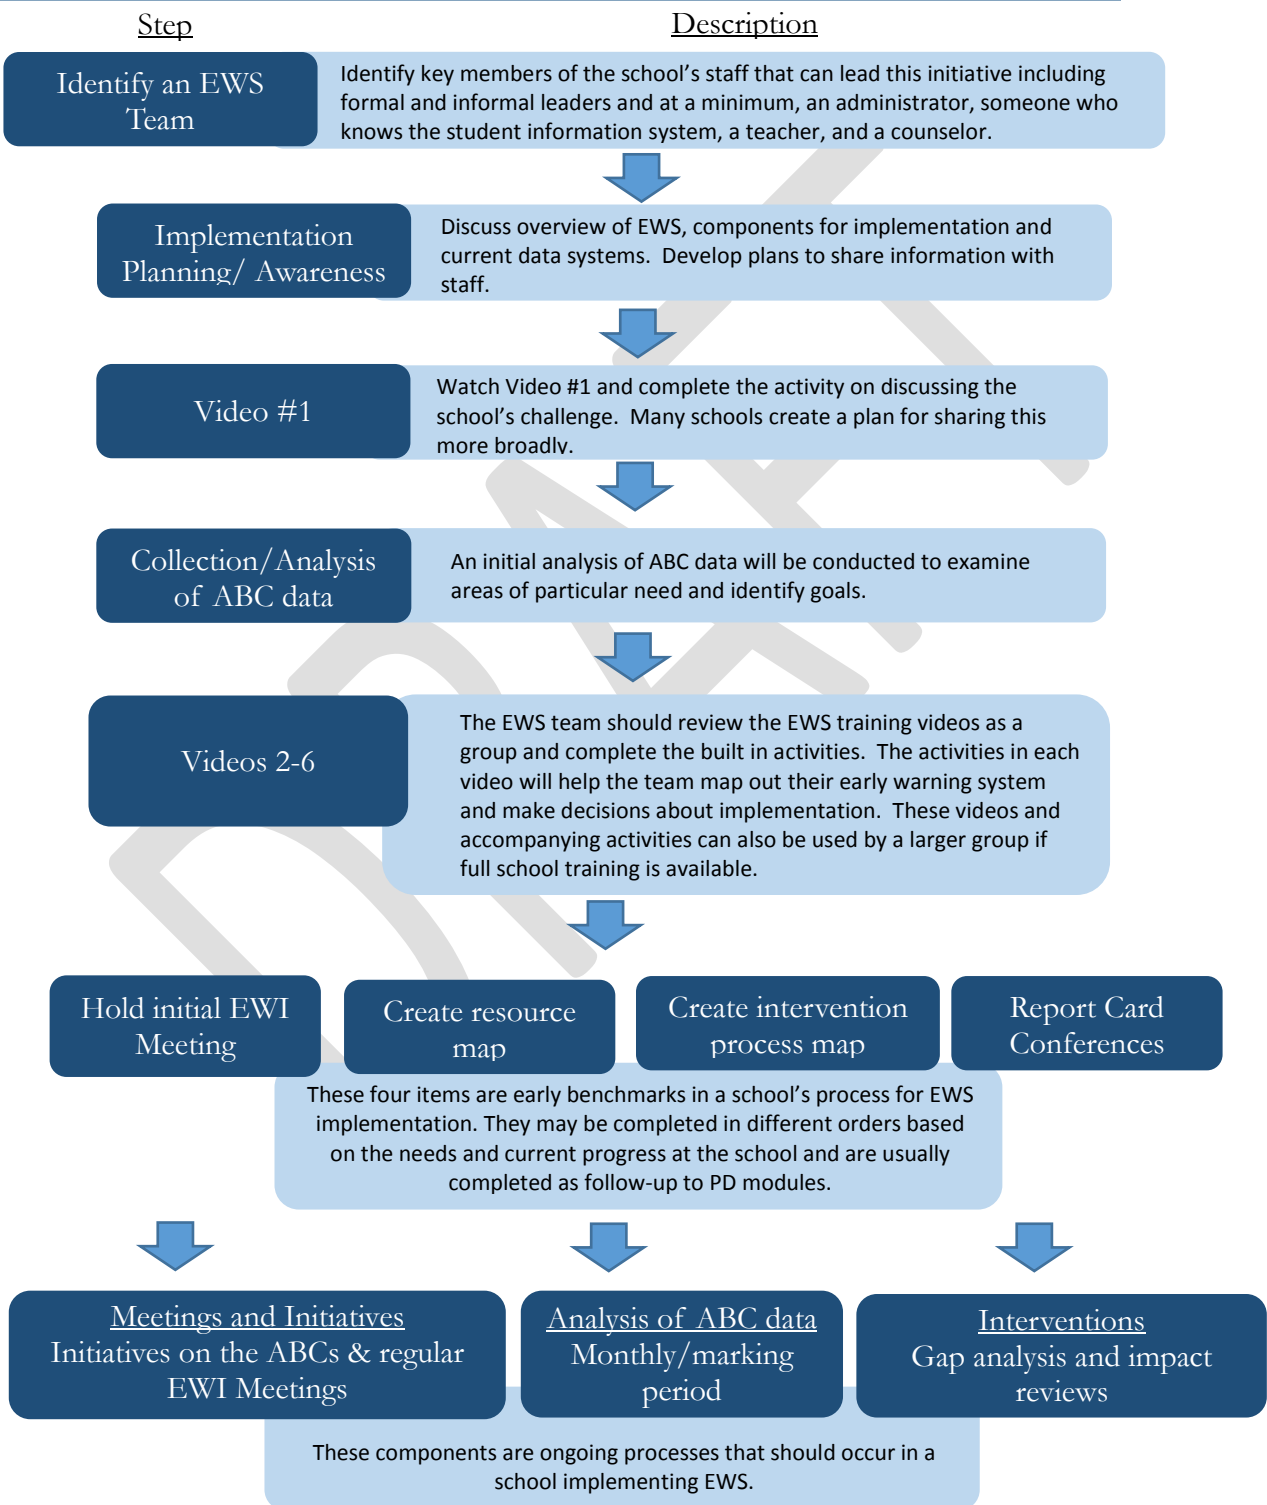 Step
Description
Identify an EWS
Team
Identify key members of the school's staff that can lead this initiative including
formal and informal leaders and at a minimum, an administrator, someone who
knows the student information system, a teacher, and a counselor.
Implementation
Planning/ Awareness
Discuss overview of EWS, components for implementation and
current data systems.  Develop plans to share information with
staff.
Video #1
Watch Video #1 and complete the activity on discussing the
school's challenge.  Many schools create a plan for sharing this
more broadly.
Collection/Analysis
of ABC data
An initial analysis of ABC data will be conducted to examine
areas of particular need and identify goals.
Videos 2-6
The EWS team should review the EWS training videos as a
group and complete the built in activities.  The activities in each
video will help the team map out their early warning system
and make decisions about implementation.  These videos and
accompanying activities can also be used by a larger group if
full school training is available.
Hold initial EWI
Meeting
Create resource
map
Create intervention
process map
Report Card
Conferences
These four items are early benchmarks in a school's process for EWS
implementation. They may be completed in different orders based
on the needs and current progress at the school and are usually
completed as follow-up to PD modules.
Meetings and Initiatives
Initiatives on the ABCs & regular
EWI Meetings
Analysis of ABC data
Monthly/marking
period
Interventions
Gap analysis and impact
reviews
These components are ongoing processes that should occur in a
school implementing EWS.
DRAFT